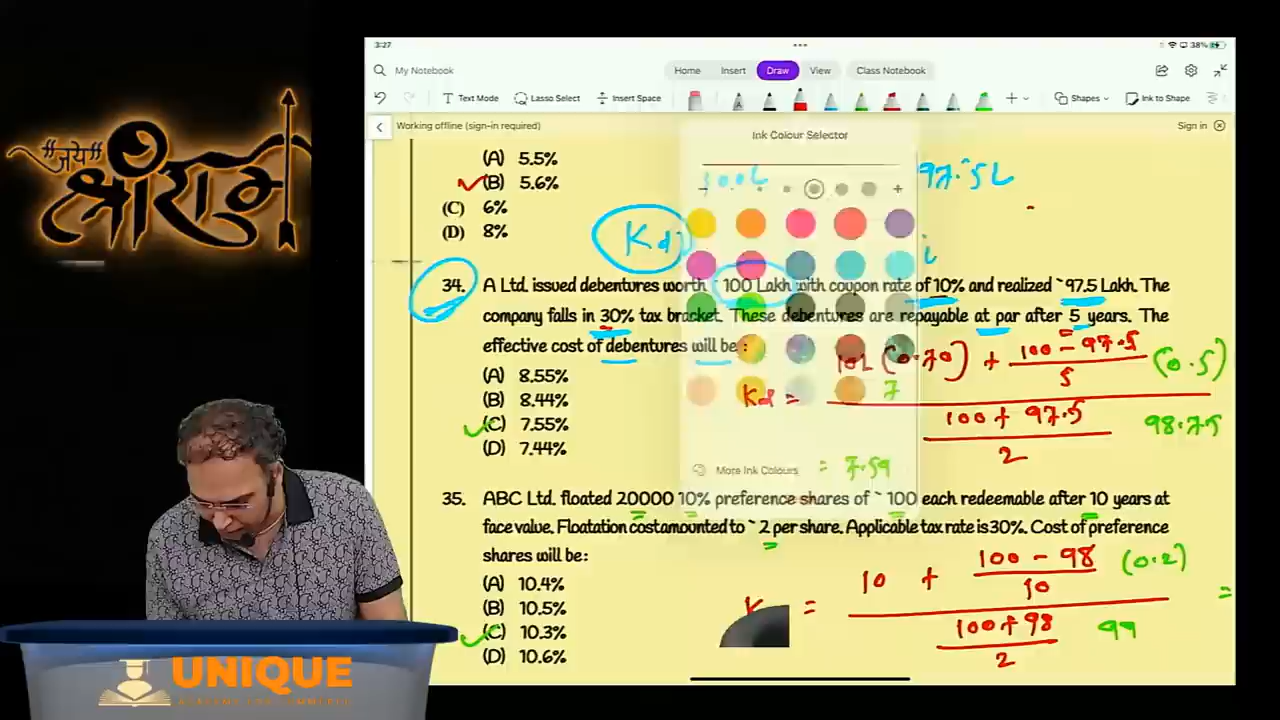 3:27
38%
My Notebook
Home Insert Draw View Class Notebook
Text Mode Lasso Select Insert Space Shapes Ink to Shape
Working offline (sign-in required) Sign in
Ink Colour Selector
"जय"
श्रीराम
(A) 5.5%
(B) 5.6%
(C) 6%
(D) 8%
100L 97.5L
Kd
34. A Ltd. issued debentures worth ` 100 Lakh with coupon rate of 10% and realized ` 97.5 Lakh. The
company falls in 30% tax bracket. These debentures are repayable at par after 5 years. The
effective cost of debentures will be :
(A) 8.55%
(B) 8.44%
(C) 7.55%
(D) 7.44%
10L (0.70) + 100 - 97.5 (0.5)
5
Kd = 7
100 + 97.5 98.75
2
More Ink Colours
= 7.59
35. ABC Ltd. floated 20000 10% preference shares of ` 100 each redeemable after 10 years at
face value. Floatation costamounted to ` 2 per share. Applicable tax rate is 30%. Cost of preference
shares will be:
(A) 10.4%
(B) 10.5%
(C) 10.3%
(D) 10.6%
10 + 100 - 98 (0.2)
10
K = =
100 + 98 99
2
UNIQUE